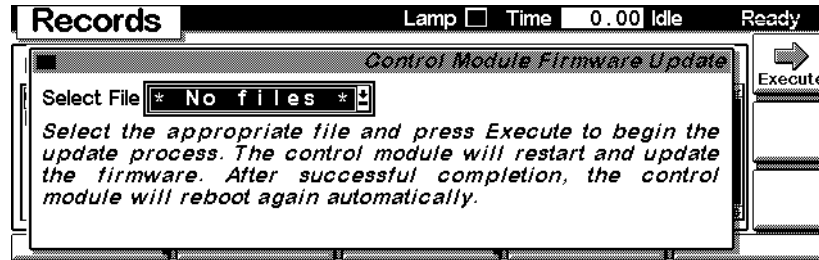 Records Lamp Time 0.00 Idle Ready
Control Module Firmware Update
Execute
Select File * No files *
Select the appropriate file and press Execute to begin the
update process. The control module will restart and update
the firmware. After successful completion, the control
module will reboot again automatically.